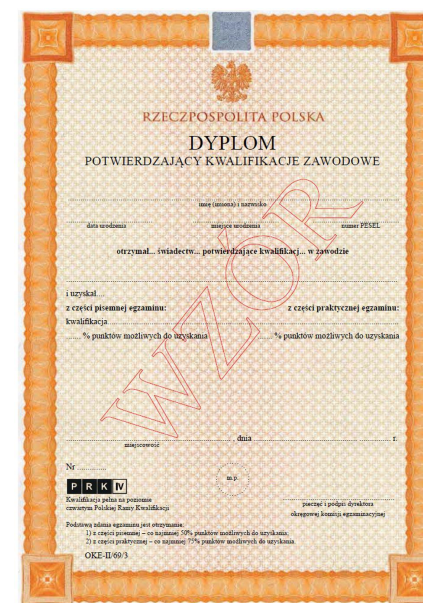 RZECZPOSPOLITA POLSKA
DYPLOM
POTWIERDZAJĄCY KWALIFIKACJE ZAWODOWE
imię (imiona) i nazwisko
data urodzenia miejsce urodzenia numer PESEL
otrzymał... świadectw... potwierdzające kwalifikacj... w zawodzie
i uzyskał....
z części pisemnej egzaminu: z części praktycznej egzaminu:
kwalifikacja
...... % punktów możliwych do uzyskania ...... % punktów możliwych do uzyskania
WZÓR
, dnia r.
miejscowość
Nr .............
m.p.
P R K IV
Kwalifikacja pełna na poziomie
czwartym Polskiej Ramy Kwalifikacji
pieczęć i podpis dyrektora
okręgowej komisji egzaminacyjnej
Podstawą zdania egzaminu jest otrzymanie:
1) z części pisemnej – co najmniej 50% punktów możliwych do uzyskania;
2) z części praktycznej – co najmniej 75% punktów możliwych do uzyskania.
OKE-II/69/3